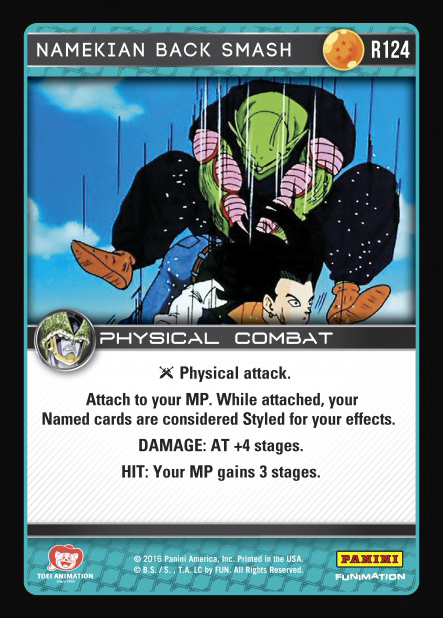 NAMEKIAN BACK SMASH R124
PHYSICAL COMBAT
Physical attack.
Attach to your MP. While attached, your
Named cards are considered Styled for your effects.
DAMAGE: AT +4 stages.
HIT: Your MP gains 3 stages.
TOEI ANIMATION
© 2016 Panini America, Inc. Printed in the USA.
© B.S. / S. , T.A. LC by FUN. All Rights Reserved.
PANINI
FUNIMATION